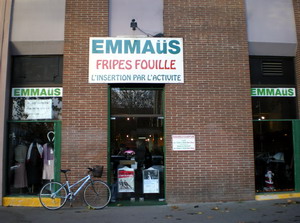 EMMAüS
FRIPES FOUILLE
L'INSERTION PAR L'ACTIVITE
EMMAüS
EMMAüS